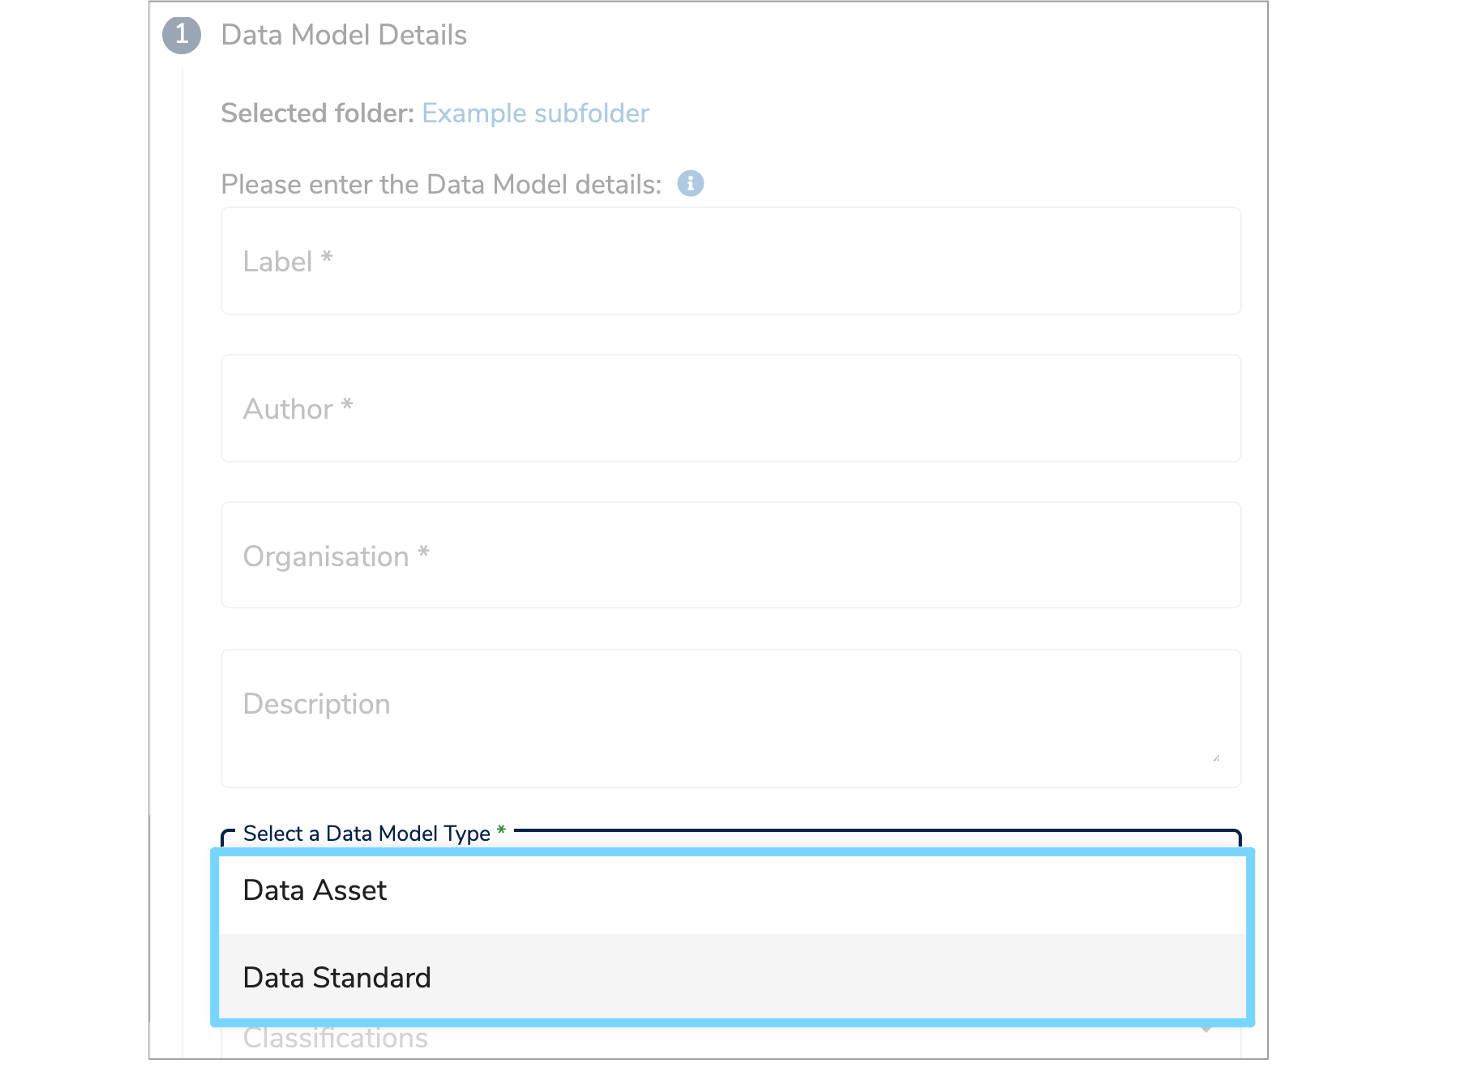 1 Data Model Details
Selected folder: Example subfolder
Please enter the Data Model details: i
Label *
Author *
Organisation *
Description
Select a Data Model Type *
Data Asset
Data Standard
Classifications